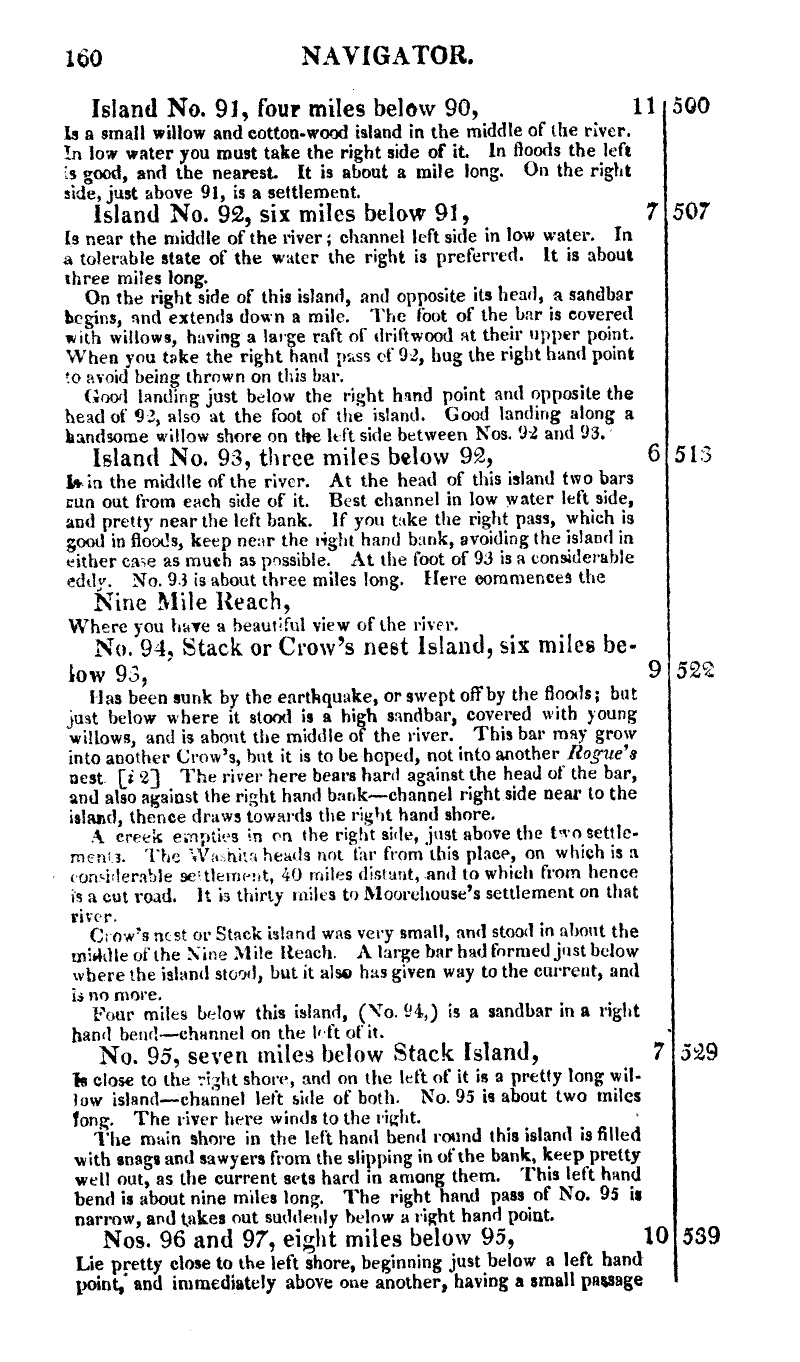 160 NAVIGATOR.
Island No. 91, four miles below 90, 11 500
Is a small willow and cotton-wood island in the middle of the river.
In low water you must take the right side of it. In floods the left
is good, and the nearest. It is about a mile long. On the right
side, just above 91, is a settlement.
Island No. 92, six miles below 91, 7 507
Is near the middle of the river; channel left side in low water. In
a tolerable state of the water the right is preferred. It is about
three miles long.
On the right side of this island, and opposite its head, a sandbar
begins, and extends down a mile. The foot of the bar is covered
with willows, having a large raft of driftwood at their upper point.
When you take the right hand pass of 92, hug the right hand point
to avoid being thrown on this bar.
Good landing just below the right hand point and opposite the
head of 92, also at the foot of the island. Good landing along a
handsome willow shore on the left side between Nos. 92 and 93.
Island No. 93, three miles below 92, 6 513
Is in the middle of the river. At the head of this island two bars
run out from each side of it. Best channel in low water left side,
and pretty near the left bank. If you take the right pass, which is
good in floods, keep near the right hand bank, avoiding the island in
either case as much as possible. At the foot of 93 is a considerable
eddy. No. 93 is about three miles long. Here commences the
Nine Mile Reach,
Where you have a beautiful view of the river.
No. 94, Stack or Crow's nest Island, six miles be-
low 93, 9 522
Has been sunk by the earthquake, or swept off by the floods; but
just below where it stood is a high sandbar, covered with young
willows, and is about the middle of the river. This bar may grow
into another Crow's, but it is to be hoped, not into another Rogue's
nest. [i 2] The river here bears hard against the head of the bar,
and also against the right hand bank—channel right side near to the
island, thence draws towards the right hand shore.
A creek empties in on the right side, just above the two settle-
ments. The Washita heads not far from this place, on which is a
considerable settlement, 40 miles distant, and to which from hence
is a cut road. It is thirty miles to Moorehouse's settlement on that
river.
Crow's nest or Stack island was very small, and stood in about the
middle of the Nine Mile Reach. A large bar had formed just below
where the island stood, but it also has given way to the current, and
is no more.
Four miles below this island, (No. 94,) is a sandbar in a right
hand bend—channel on the left of it.
No. 95, seven miles below Stack Island, 7 529
Is close to the right shore, and on the left of it is a pretty long wil-
low island—channel left side of both. No. 95 is about two miles
long. The river here winds to the right.
The main shore in the left hand bend round this island is filled
with snags and sawyers from the slipping in of the bank, keep pretty
well out, as the current sets hard in among them. This left hand
bend is about nine miles long. The right hand pass of No. 95 is
narrow, and takes out suddenly below a right hand point.
Nos. 96 and 97, eight miles below 95, 10 539
Lie pretty close to the left shore, beginning just below a left hand
point, and immediately above one another, having a small passage